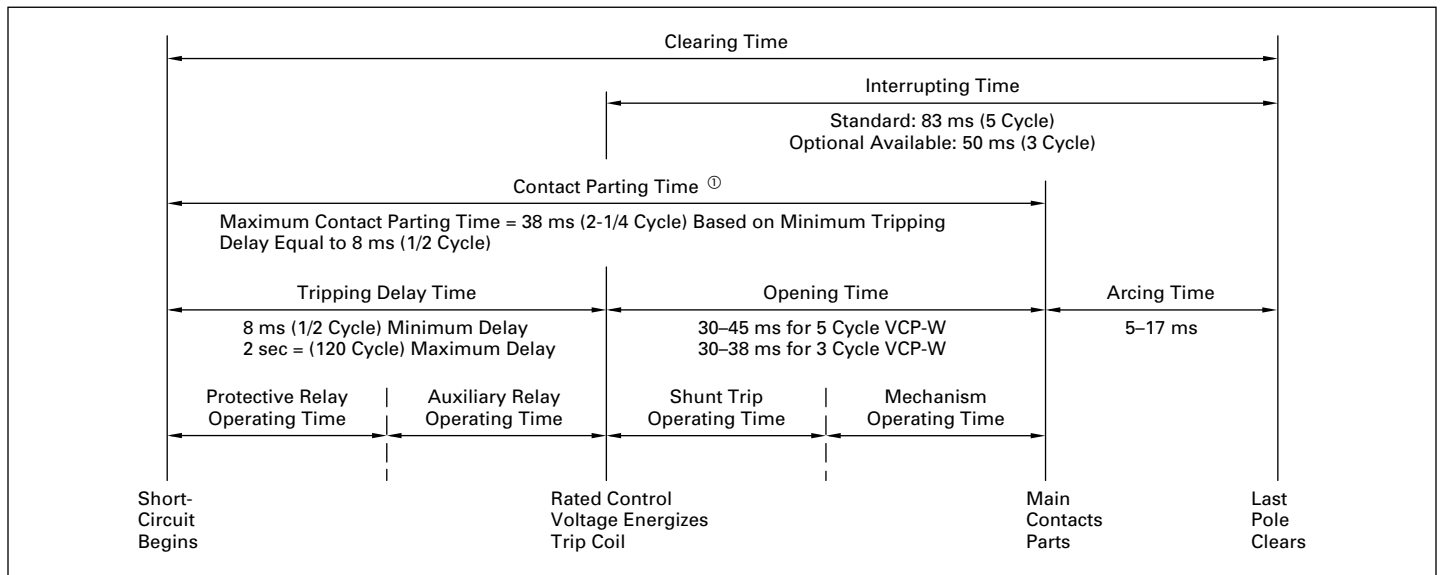 Clearing Time
Interrupting Time
Standard: 83 ms (5 Cycle)
Optional Available: 50 ms (3 Cycle)
Contact Parting Time ①
Maximum Contact Parting Time = 38 ms (2-1/4 Cycle) Based on Minimum Tripping
Delay Equal to 8 ms (1/2 Cycle)
Tripping Delay Time
8 ms (1/2 Cycle) Minimum Delay
2 sec = (120 Cycle) Maximum Delay
Opening Time
30–45 ms for 5 Cycle VCP-W
30–38 ms for 3 Cycle VCP-W
Arcing Time
5–17 ms
Protective Relay
Operating Time
Auxiliary Relay
Operating Time
Shunt Trip
Operating Time
Mechanism
Operating Time
Short-
Circuit
Begins
Rated Control
Voltage Energizes
Trip Coil
Main
Contacts
Parts
Last
Pole
Clears